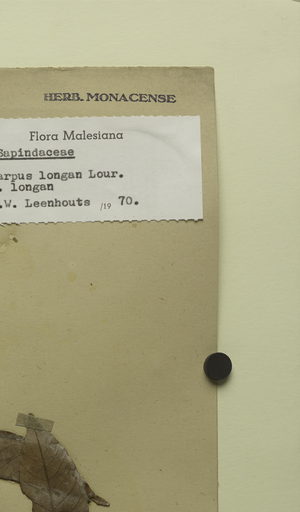 HERB. MONACENSE
Flora Malesiana
Sapindaceae
arpus longan Lour.
. longan
.W. Leenhouts /19 70.